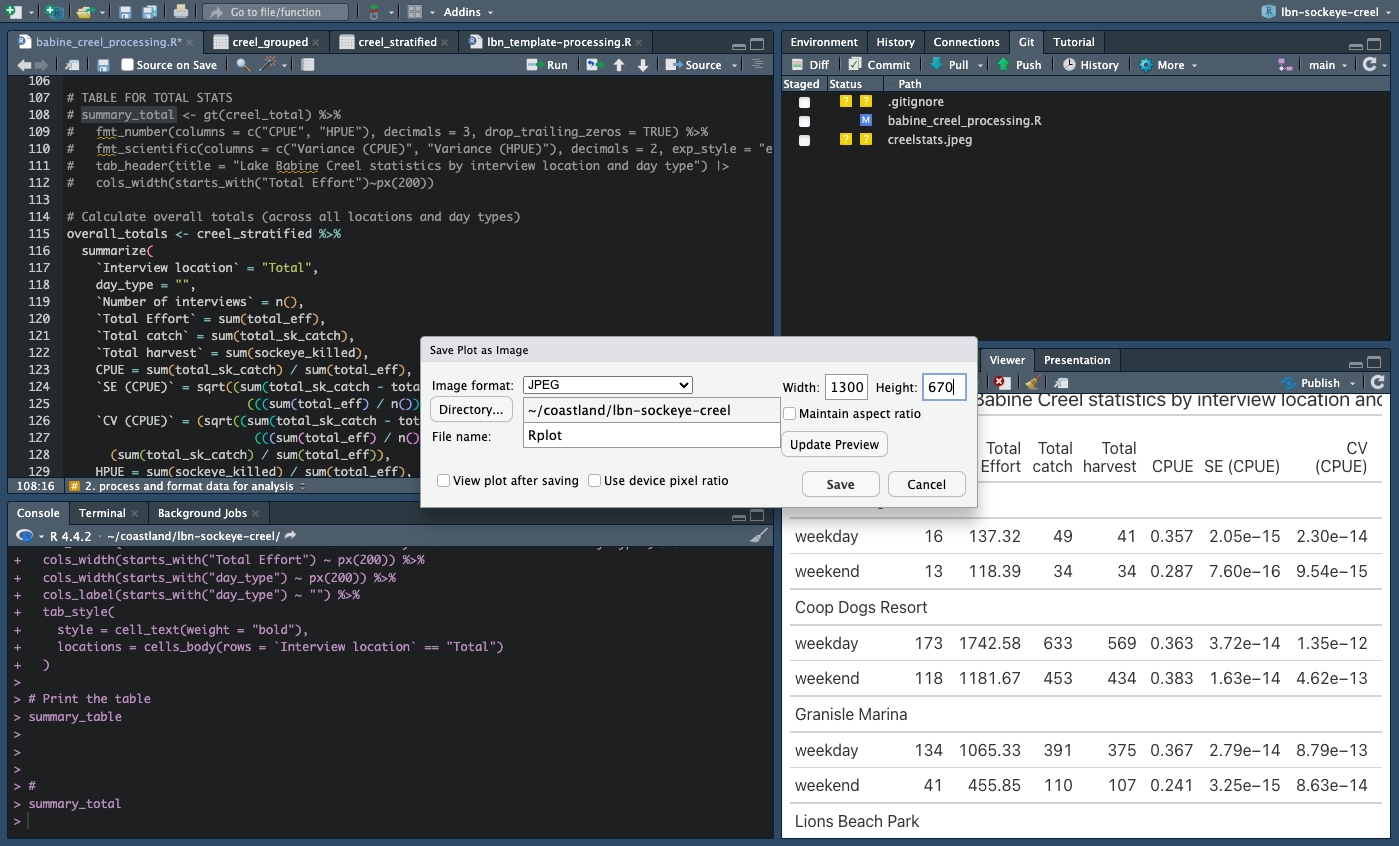 Go to file/function
Addins
lbn-sockeye-creel
babine_creel_processing.R*
creel_grouped
creel_stratified
lbn_template-processing.R
Source on Save
Run
Source
106
107 # TABLE FOR TOTAL STATS
108 # summary_total <- gt(creel_total) %>%
109 #   fmt_number(columns = c("CPUE", "HPUE"), decimals = 3, drop_trailing_zeros = TRUE) %>%
110 #   fmt_scientific(columns = c("Variance (CPUE)", "Variance (HPUE)"), decimals = 2, exp_style = "e
111 #   tab_header(title = "Lake Babine Creel statistics by interview location and day type") |>
112 #   cols_width(starts_with("Total Effort")~px(200))
113
114 # Calculate overall totals (across all locations and day types)
115 overall_totals <- creel_stratified %>%
116   summarize(
117     `Interview location` = "Total",
118     day_type = "",
119     `Number of interviews` = n(),
120     `Total Effort` = sum(total_eff),
121     `Total catch` = sum(total_sk_catch),
122     `Total harvest` = sum(sockeye_killed),
123     CPUE = sum(total_sk_catch) / sum(total_eff),
124     `SE (CPUE)` = sqrt((sum(total_sk_catch - tota
125                         (((sum(total_eff) / n())
126     `CV (CPUE)` = (sqrt((sum(total_sk_catch - tot
127                          (((sum(total_eff) / n()
128       (sum(total_sk_catch) / sum(total_eff)),
129     HPUE = sum(sockeye_killed) / sum(total_eff),
108:16 # 2. process and format data for analysis
Console
Terminal
Background Jobs
R 4.4.2 · ~/coastland/lbn-sockeye-creel/
+   cols_width(starts_with("Total Effort") ~ px(200)) %>%
+   cols_width(starts_with("day_type") ~ px(200)) %>%
+   cols_label(starts_with("day_type") ~ "") %>%
+   tab_style(
+     style = cell_text(weight = "bold"),
+     locations = cells_body(rows = `Interview location` == "Total")
+   )
>
> # Print the table
> summary_table
>
>
>
> #
> summary_total
>
Environment
History
Connections
Git
Tutorial
Diff
Commit
Pull
Push
History
More
main
Staged Status Path
? ? .gitignore
M babine_creel_processing.R
? ? creelstats.jpeg
Save Plot as Image
Image format: JPEG
Directory... ~/coastland/lbn-sockeye-creel
File name: Rplot
Width: 1300 Height: 670
Maintain aspect ratio
Update Preview
View plot after saving
Use device pixel ratio
Save
Cancel
Viewer
Presentation
Publish
Babine Creel statistics by interview location and
Total Effort Total catch Total harvest CPUE SE (CPUE) CV (CPUE)
weekday 16 137.32 49 41 0.357 2.05e−15 2.30e−14
weekend 13 118.39 34 34 0.287 7.60e−16 9.54e−15
Coop Dogs Resort
weekday 173 1742.58 633 569 0.363 3.72e−14 1.35e−12
weekend 118 1181.67 453 434 0.383 1.63e−14 4.62e−13
Granisle Marina
weekday 134 1065.33 391 375 0.367 2.79e−14 8.79e−13
weekend 41 455.85 110 107 0.241 3.25e−15 8.63e−14
Lions Beach Park